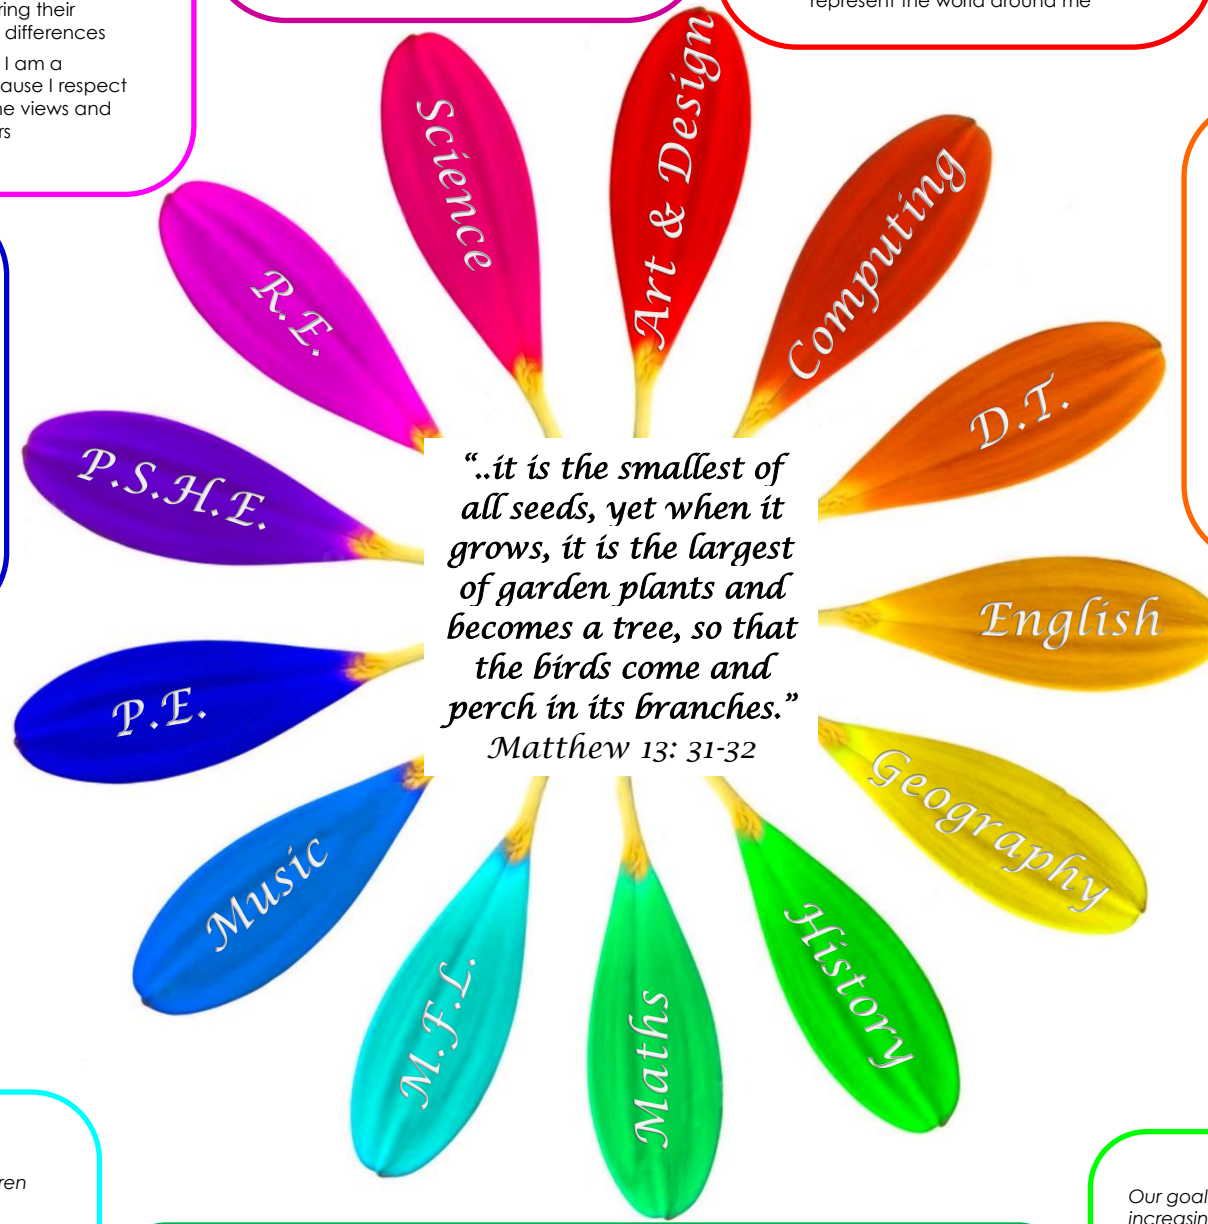 ring their
differences
I am a
ause I respect
views and
represent the world around me
Science
Art & Design
Computing
R.E.
D.T.
P.S.H.E.
English
"..it is the smallest of
all seeds, yet when it
grows, it is the largest
of garden plants and
becomes a tree, so that
the birds come and
perch in its branches."
Matthew 13: 31-32
P.E.
Geography
Music
History
M.F.L.
Maths
ren
Our goal
increasin